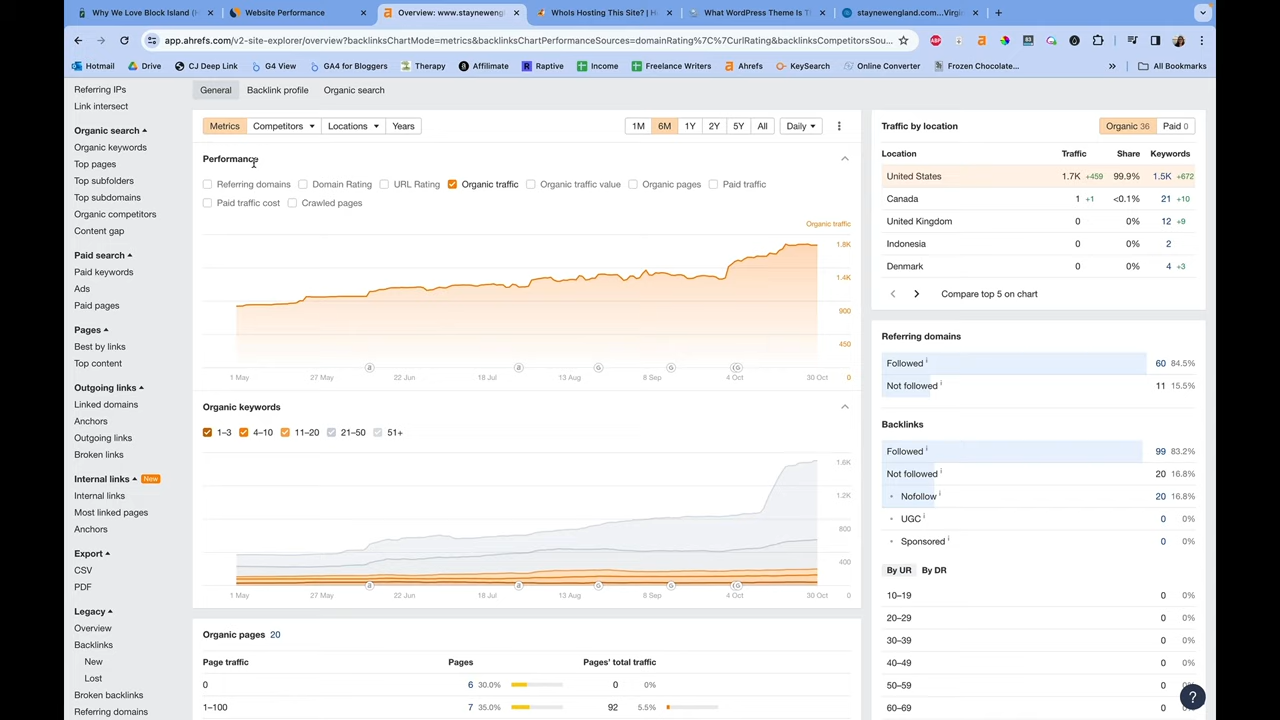 Why We Love Block Island (
Website Performance
Overview: www.staynewengl
WhoIs Hosting This Site? | H
What WordPress Theme Is T
staynewengland.com...Virgi
app.ahrefs.com/v2-site-explorer/overview?backlinksChartMode=metrics&backlinksChartPerformanceSources=domainRating%7C%7CurlRating&backlinksCompetitorsSou...
Hotmail Drive CJ Deep Link G4 View GA4 for Bloggers Therapy Affiliate Raptive Income Freelance Writers Ahrefs KeySearch Online Converter Frozen Chocolate... » All Bookmarks
Referring IPs
Link intersect
Organic search
Organic keywords
Top pages
Top subfolders
Top subdomains
Organic competitors
Content gap
Paid search
Paid keywords
Ads
Paid pages
Pages
Best by links
Top content
Outgoing links
Linked domains
Anchors
Outgoing links
Broken links
Internal links New
Internal links
Most linked pages
Anchors
Export
CSV
PDF
Legacy
Overview
Backlinks
New
Lost
Broken backlinks
Referring domains
General Backlink profile Organic search
Metrics Competitors Locations Years 1M 6M 1Y 2Y 5Y All Daily
Performance
Referring domains Domain Rating URL Rating Organic traffic Organic traffic value Organic pages Paid traffic
Paid traffic cost Crawled pages
Organic traffic
1.8K
1.4K
900
450
1 May 27 May 22 Jun 18 Jul 13 Aug 8 Sep 4 Oct 30 Oct 0
Organic keywords
1–3 4–10 11–20 21–50 51+
1.6K
1.2K
800
400
1 May 27 May 22 Jun 18 Jul 13 Aug 8 Sep 4 Oct 30 Oct 0
Organic pages 20
Page traffic Pages Pages' total traffic
0 6 30.0% 0 0%
1–100 7 35.0% 92 5.5%
Traffic by location Organic 36 Paid 0
Location Traffic Share Keywords
United States 1.7K +459 99.9% 1.5K +672
Canada 1 +1 <0.1% 21 +10
United Kingdom 0 0% 12 +9
Indonesia 0 0% 2
Denmark 0 0% 4 +3
Compare top 5 on chart
Referring domains
Followed 60 84.5%
Not followed 11 15.5%
Backlinks
Followed 99 83.2%
Not followed 20 16.8%
Nofollow 20 16.8%
UGC 0 0%
Sponsored 0 0%
By UR By DR
10–19 0 0%
20–29 0 0%
30–39 0 0%
40–49 0 0%
50–59 0 0%
60–69 0 0%
?